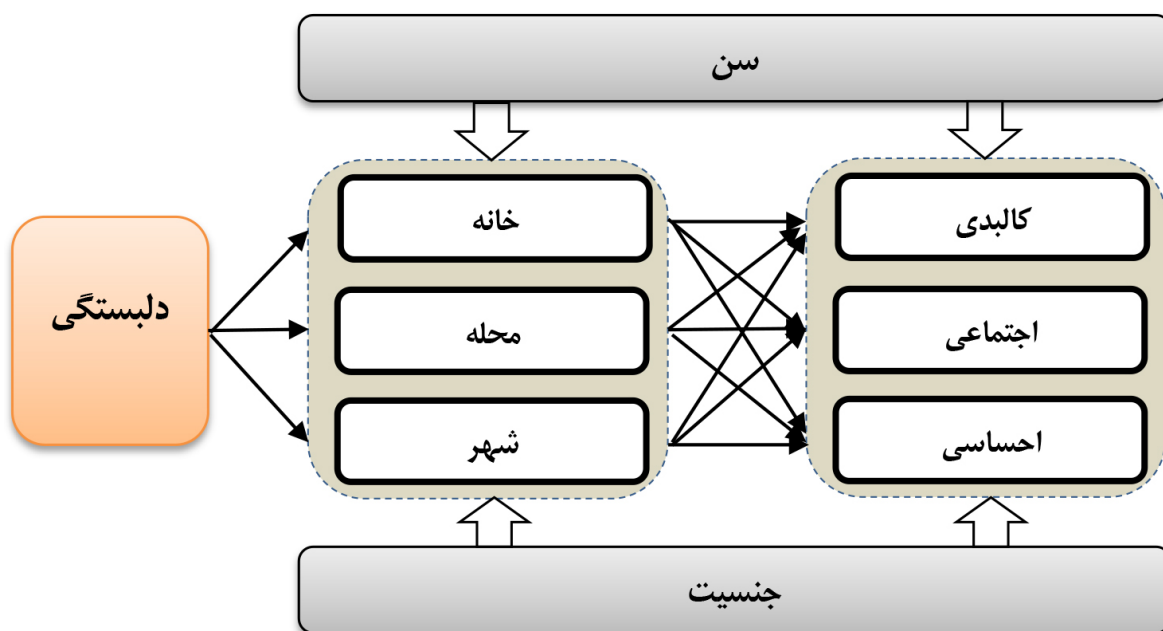 سن
خانه
کالبدی
دلبستگی
محله
اجتماعی
شهر
احساسی
جنسیت